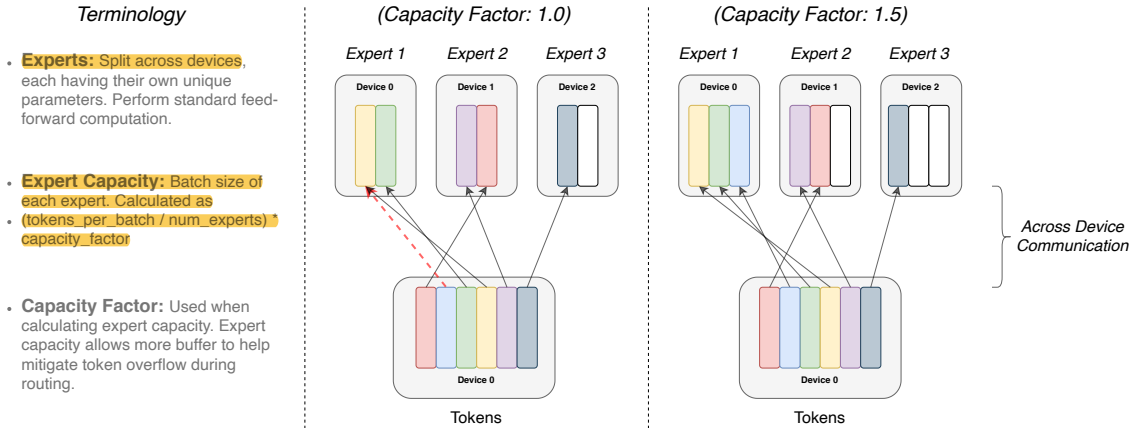 Terminology
• Experts: Split across devices,
each having their own unique
parameters. Perform standard feed-
forward computation.
• Expert Capacity: Batch size of
each expert. Calculated as
• (tokens_per_batch / num_experts) *
capacity_factor
• Capacity Factor: Used when
calculating expert capacity. Expert
capacity allows more buffer to help
mitigate token overflow during
routing.
(Capacity Factor: 1.0)
Expert 1 Expert 2 Expert 3
Device 0 Device 1 Device 2
Device 0
Tokens
(Capacity Factor: 1.5)
Expert 1 Expert 2 Expert 3
Device 0 Device 1 Device 2
Device 0
Tokens
Across Device
Communication